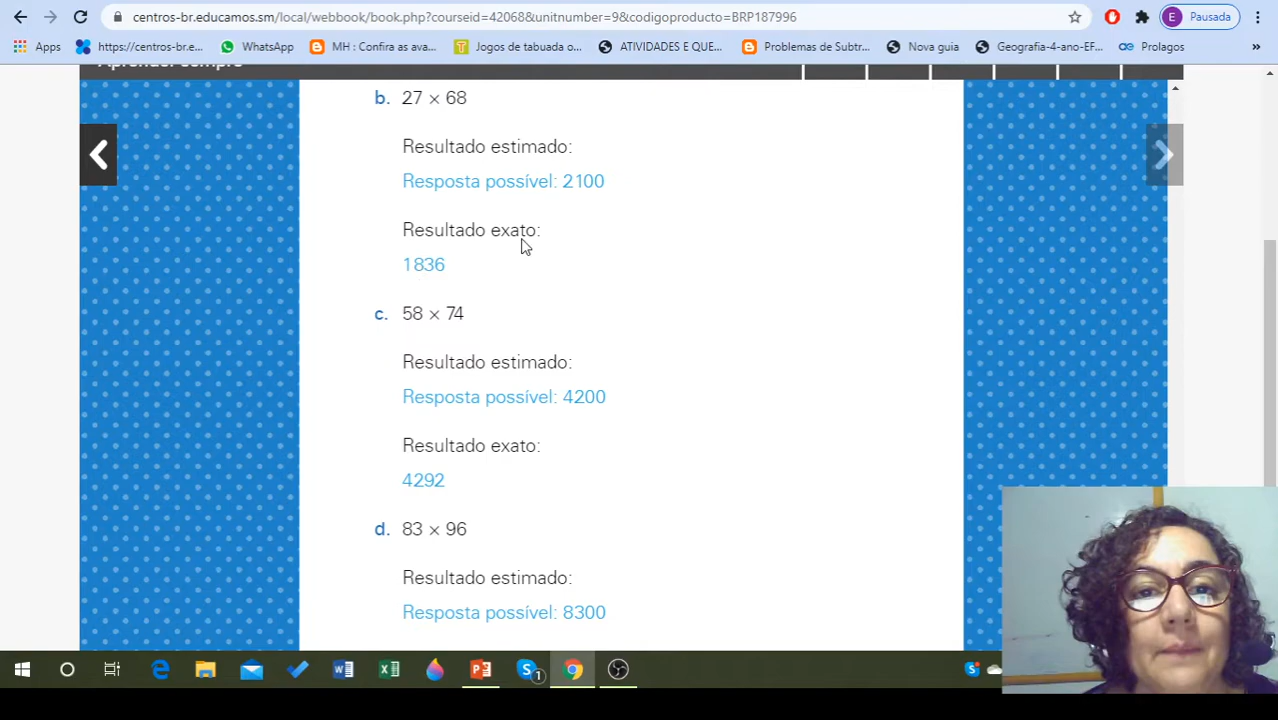 centros-br.educamos.sm/local/webbook/book.php?courseid=42068&unitnumber=9&codigoproducto=BRP187996
E Pausada
Apps https://centros-br.e... WhatsApp MH : Confira as ava... Jogos de tabuada o... ATIVIDADES E QUE... Problemas de Subtr... Nova guia Geografia-4-ano-EF... Prolagos »
b. 27 × 68
Resultado estimado:
Resposta possível: 2100
Resultado exato:
1836
c. 58 × 74
Resultado estimado:
Resposta possível: 4200
Resultado exato:
4292
d. 83 × 96
Resultado estimado:
Resposta possível: 8300